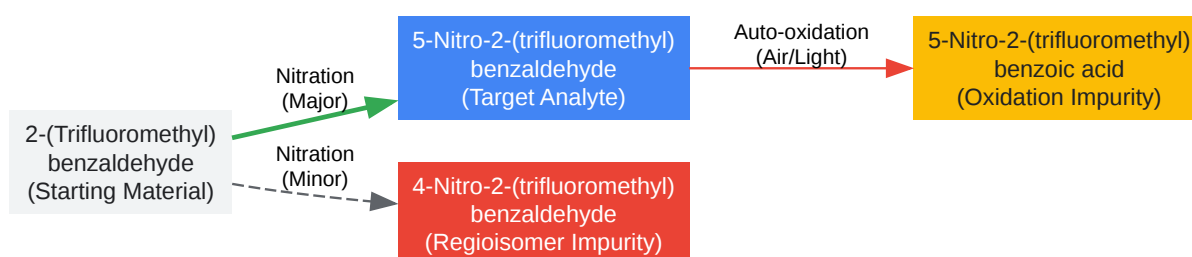 2-(Trifluoromethyl)
benzaldehyde
(Starting Material)
Nitration
(Major)
Nitration
(Minor)
5-Nitro-2-(trifluoromethyl)
benzaldehyde
(Target Analyte)
4-Nitro-2-(trifluoromethyl)
benzaldehyde
(Regioisomer Impurity)
Auto-oxidation
(Air/Light)
5-Nitro-2-(trifluoromethyl)
benzoic acid
(Oxidation Impurity)